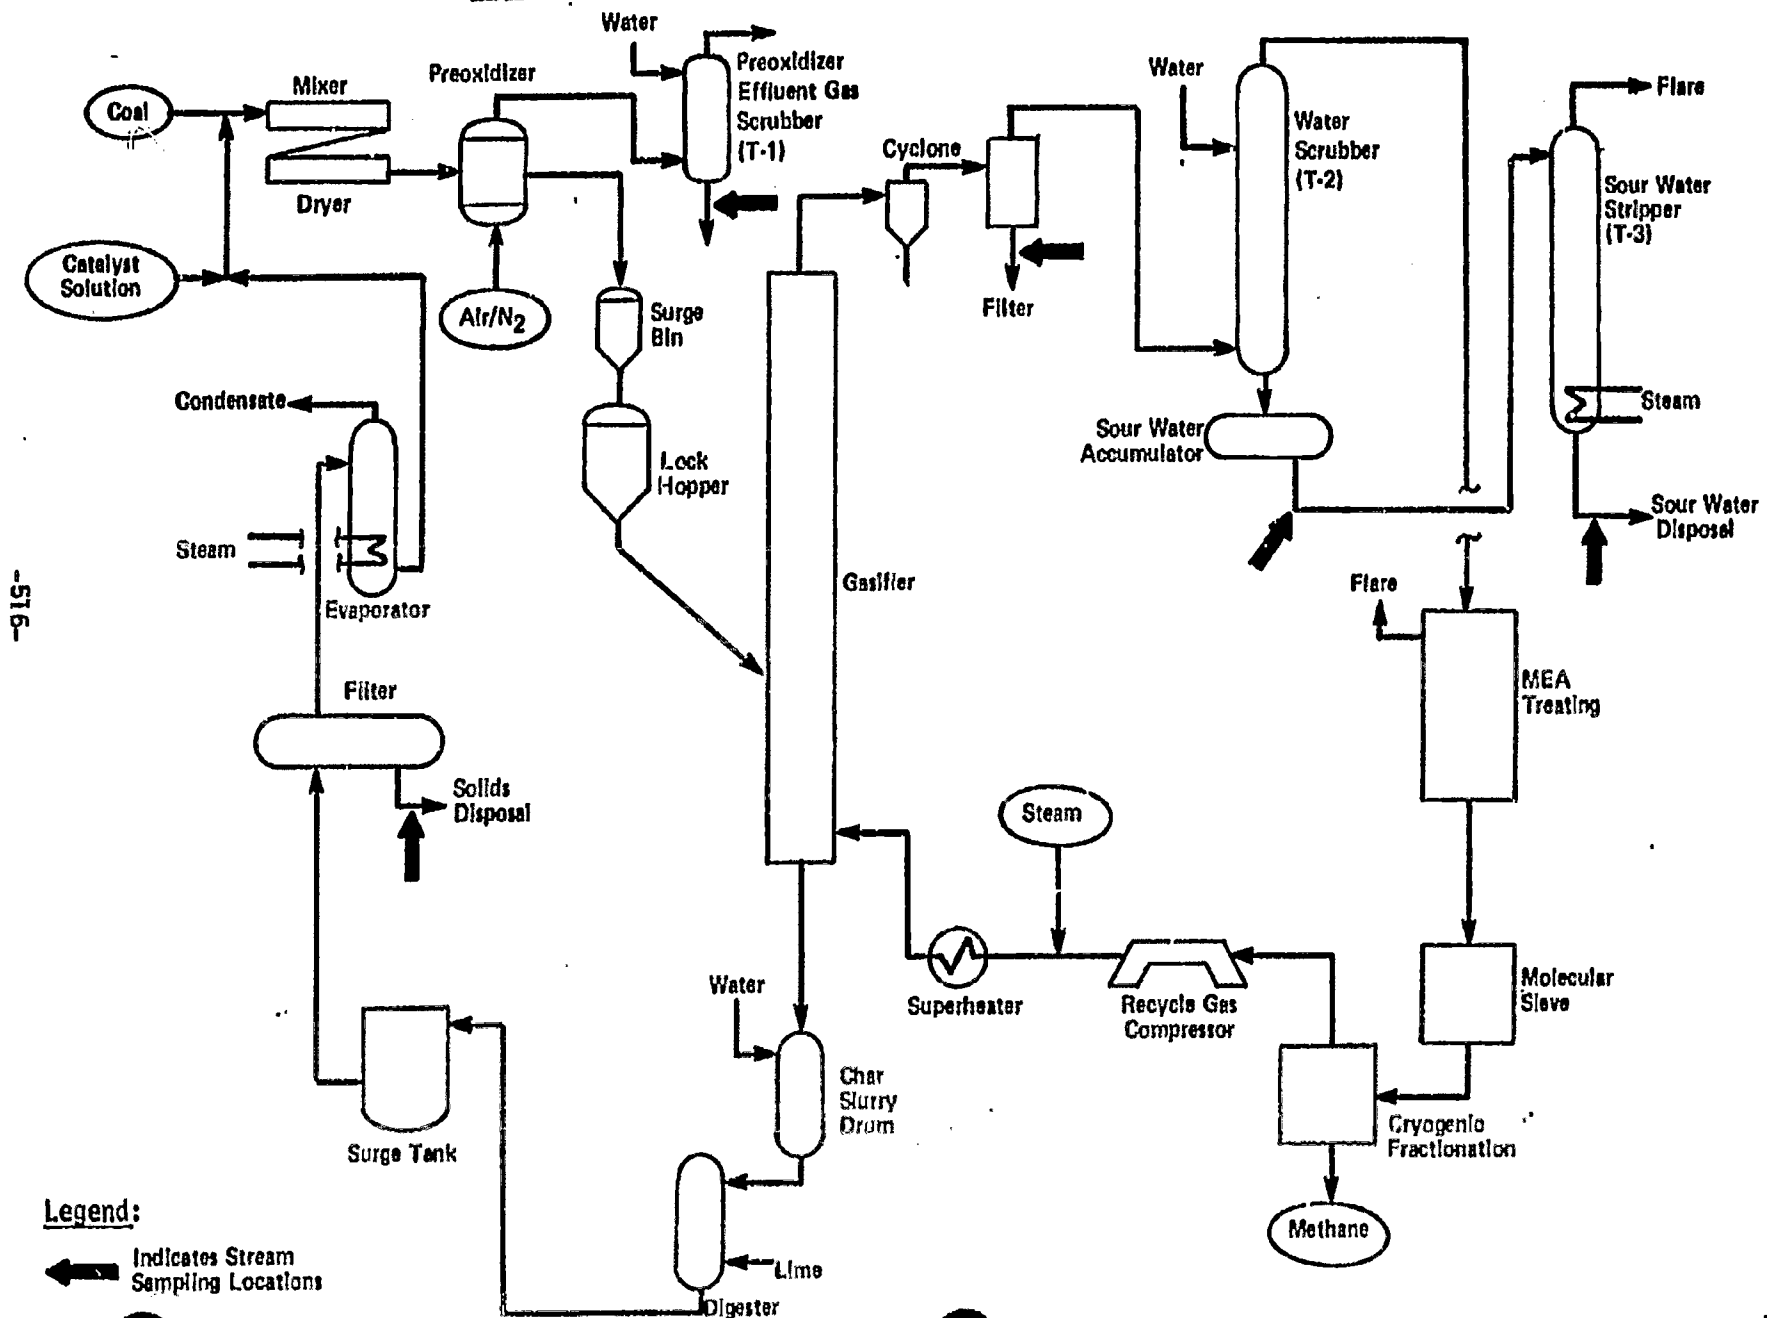 Water
Preoxidizer
Mixer
Coal
Dryer
Preoxidizer
Effluent Gas
Scrubber
(T-1)
Water
Flare
Water
Scrubber
(T-2)
Cyclone
Sour Water
Stripper
(T-3)
Catalyst
Solution
Air/N2
Surge
Bin
Filter
Condensate
Lock
Hopper
Sour Water
Accumulator
Steam
Sour Water
Disposal
Steam
Evaporator
Gasifier
Flare
-516-
Filter
MEA
Treating
Solids
Disposal
Steam
Water
Superheater
Recycle Gas
Compressor
Molecular
Sieve
Char
Slurry
Drum
Cryogenic
Fractionation
Surge Tank
Methane
Lime
Digester
Legend:
Indicates Stream
Sampling Locations